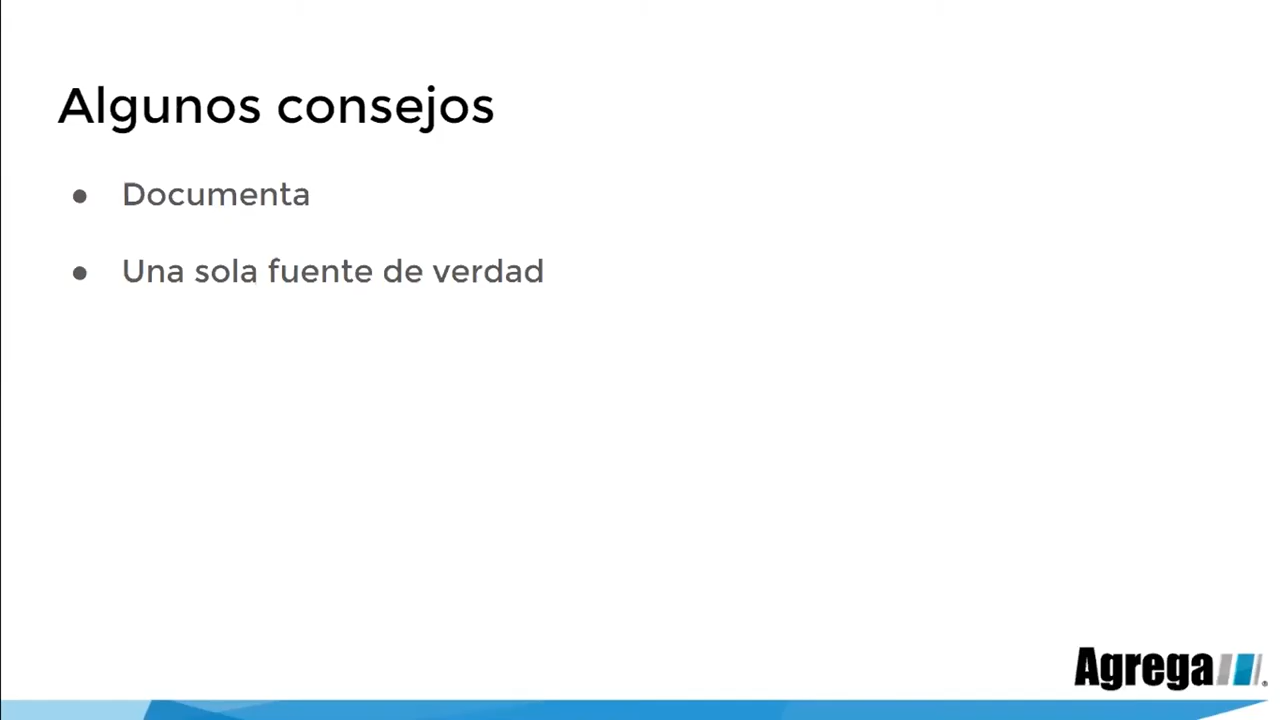 Algunos consejos
● Documenta
● Una sola fuente de verdad
Agrega®